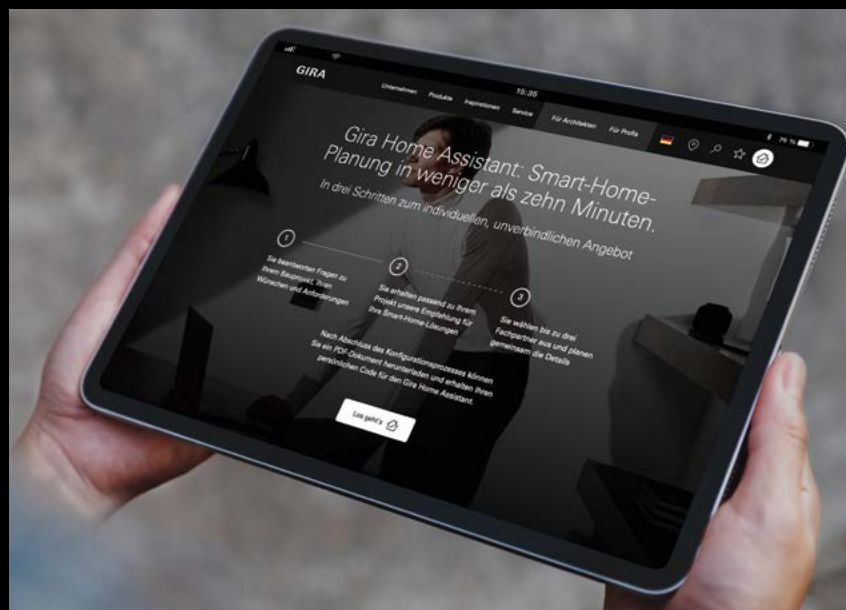 15:35
75 %
GIRA
Unternehmen Produkte Inspirationen Service Für Architekten Für Profis
Gira Home Assistant: Smart-Home-
Planung in weniger als zehn Minuten.
In drei Schritten zum individuellen, unverbindlichen Angebot
1
Sie beantworten Fragen zu
Ihrem Bauprojekt, Ihren
Wünschen und Anforderungen
2
Sie erhalten passend zu Ihrem
Projekt unsere Empfehlung für
Ihre Smart-Home-Lösungen
3
Sie wählen bis zu drei
Fachpartner aus und planen
gemeinsam die Details
Nach Abschluss des Konfigurationsprozesses können
Sie ein PDF-Dokument herunterladen und erhalten Ihren
persönlichen Code für den Gira Home Assistant.
Los geht's